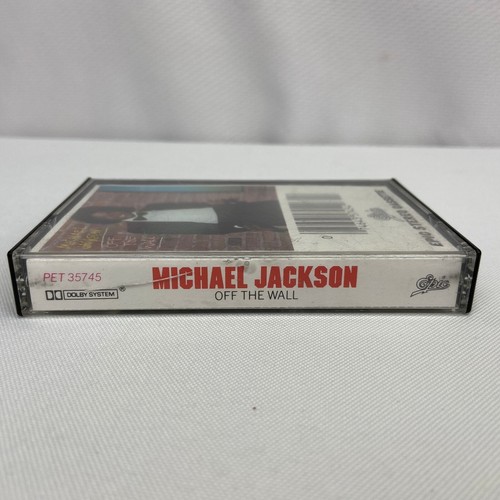 PET 35745
DOLBY SYSTEM®
MICHAEL JACKSON
OFF THE WALL
Epic